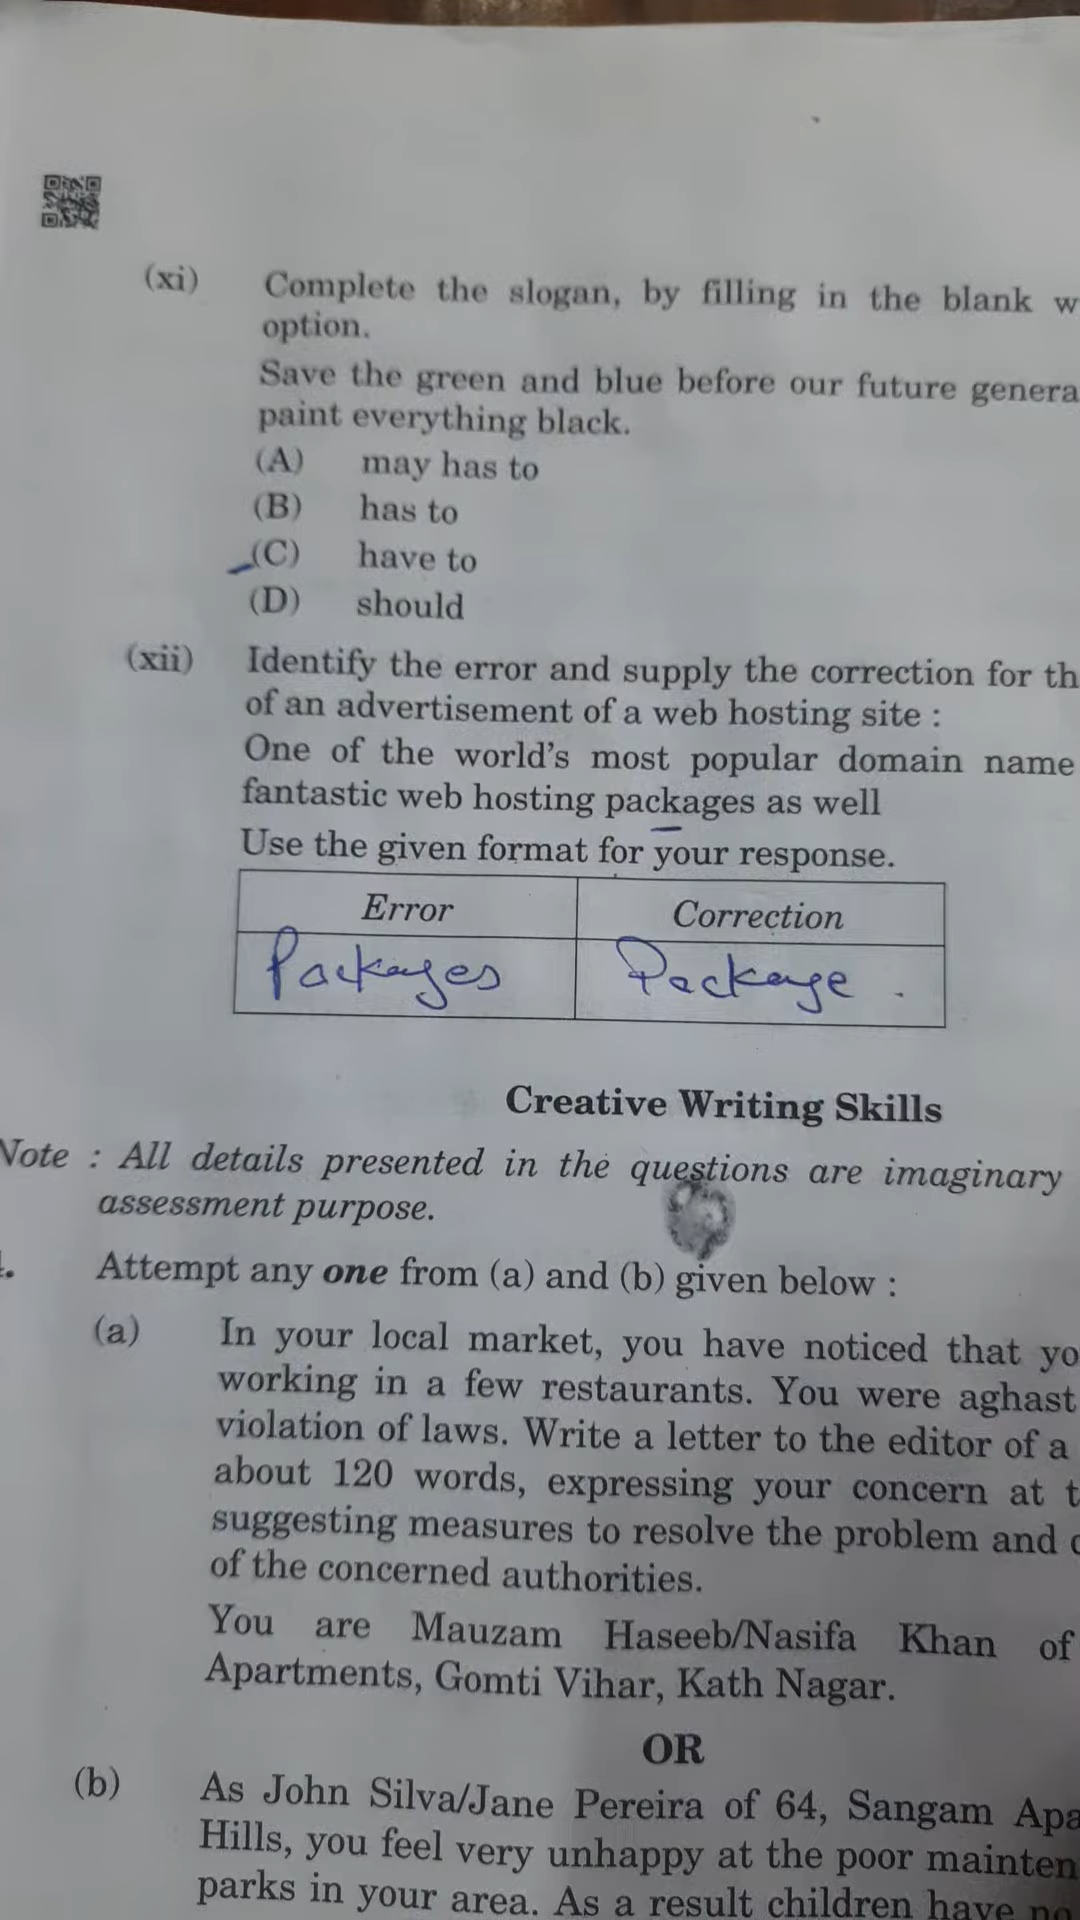 (xi) Complete the slogan, by filling in the blank w
option.
Save the green and blue before our future genera
paint everything black.
(A) may has to
(B) has to
(C) have to
(D) should
(xii) Identify the error and supply the correction for th
of an advertisement of a web hosting site :
One of the world's most popular domain name
fantastic web hosting packages as well
Use the given format for your response.
Error Correction
Packages Package .
Creative Writing Skills
Note : All details presented in the questions are imaginary
assessment purpose.
Attempt any one from (a) and (b) given below :
(a) In your local market, you have noticed that yo
working in a few restaurants. You were aghast
violation of laws. Write a letter to the editor of a
about 120 words, expressing your concern at t
suggesting measures to resolve the problem and
of the concerned authorities.
You are Mauzam Haseeb/Nasifa Khan of
Apartments, Gomti Vihar, Kath Nagar.
OR
(b) As John Silva/Jane Pereira of 64, Sangam Apa
Hills, you feel very unhappy at the poor mainten
parks in your area. As a result children have no